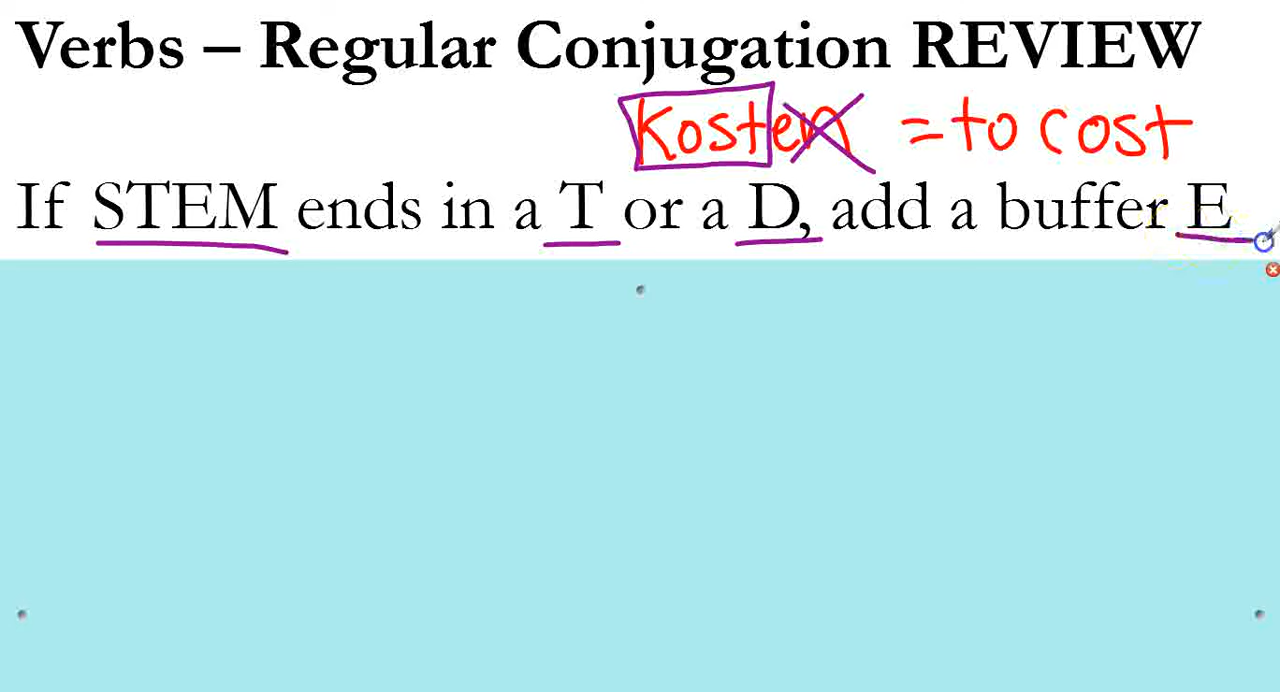 Verbs – Regular Conjugation REVIEW
Kosten = to cost
If STEM ends in a T or a D, add a buffer E